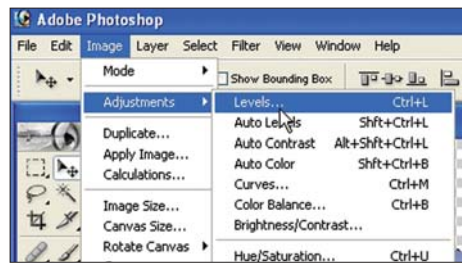 Adobe Photoshop
File Edit Image Layer Select Filter View Window Help
Show Bounding Box
Mode
Adjustments
Duplicate...
Apply Image...
Calculations...
Image Size...
Canvas Size...
Rotate Canvas
Levels... Ctrl+L
Auto Levels Shft+Ctrl+L
Auto Contrast Alt+Shft+Ctrl+L
Auto Color Shft+Ctrl+B
Curves... Ctrl+M
Color Balance... Ctrl+B
Brightness/Contrast...
Hue/Saturation... Ctrl+U